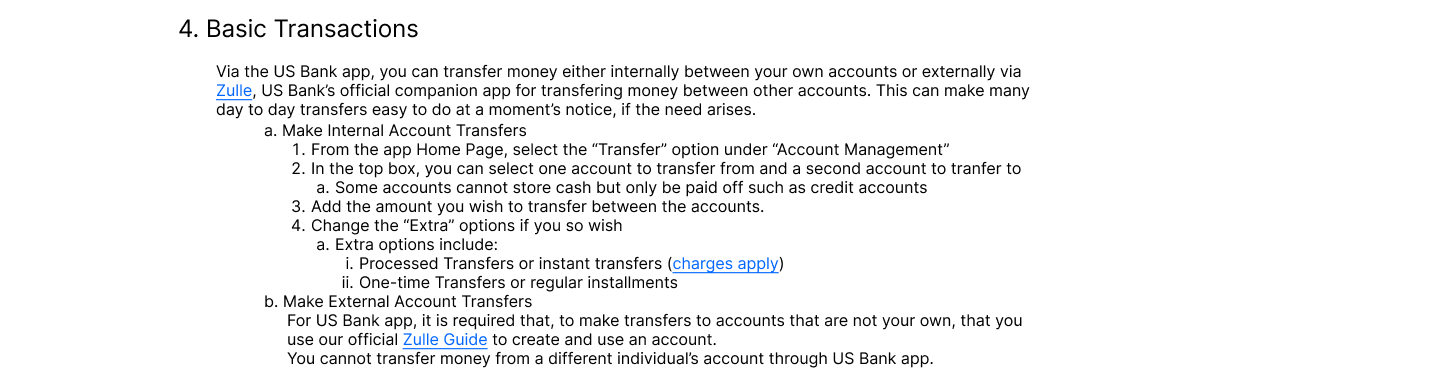 4. Basic Transactions
Via the US Bank app, you can transfer money either internally between your own accounts or externally via
Zulle, US Bank’s official companion app for transfering money between other accounts. This can make many
day to day transfers easy to do at a moment’s notice, if the need arises.
a. Make Internal Account Transfers
1. From the app Home Page, select the “Transfer” option under “Account Management”
2. In the top box, you can select one account to transfer from and a second account to tranfer to
a. Some accounts cannot store cash but only be paid off such as credit accounts
3. Add the amount you wish to transfer between the accounts.
4. Change the “Extra” options if you so wish
a. Extra options include:
i. Processed Transfers or instant transfers (charges apply)
ii. One-time Transfers or regular installments
b. Make External Account Transfers
For US Bank app, it is required that, to make transfers to accounts that are not your own, that you
use our official Zulle Guide to create and use an account.
You cannot transfer money from a different individual’s account through US Bank app.